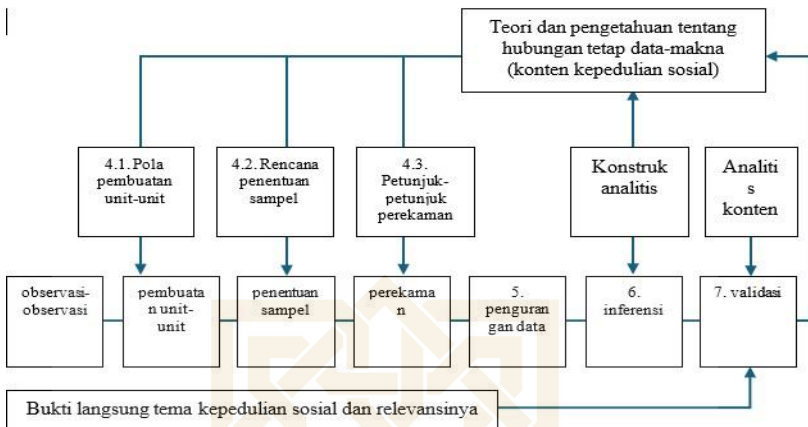 Teori dan pengetahuan tentang
hubungan tetap data-makna
(konten kepedulian sosial)
4.1. Pola
pembuatan
unit-unit
4.2. Rencana
penentuan
sampel
4.3.
Petunjuk-
petunjuk
perekaman
Konstruk
analitis
Analiti
s
konten
observasi-
observasi
pembuata
n unit-
unit
penentuan
sampel
perekama
n
5.
penguran
gan data
6.
inferensi
7. validasi
Bukti langsung tema kepedulian sosial dan relevansinya